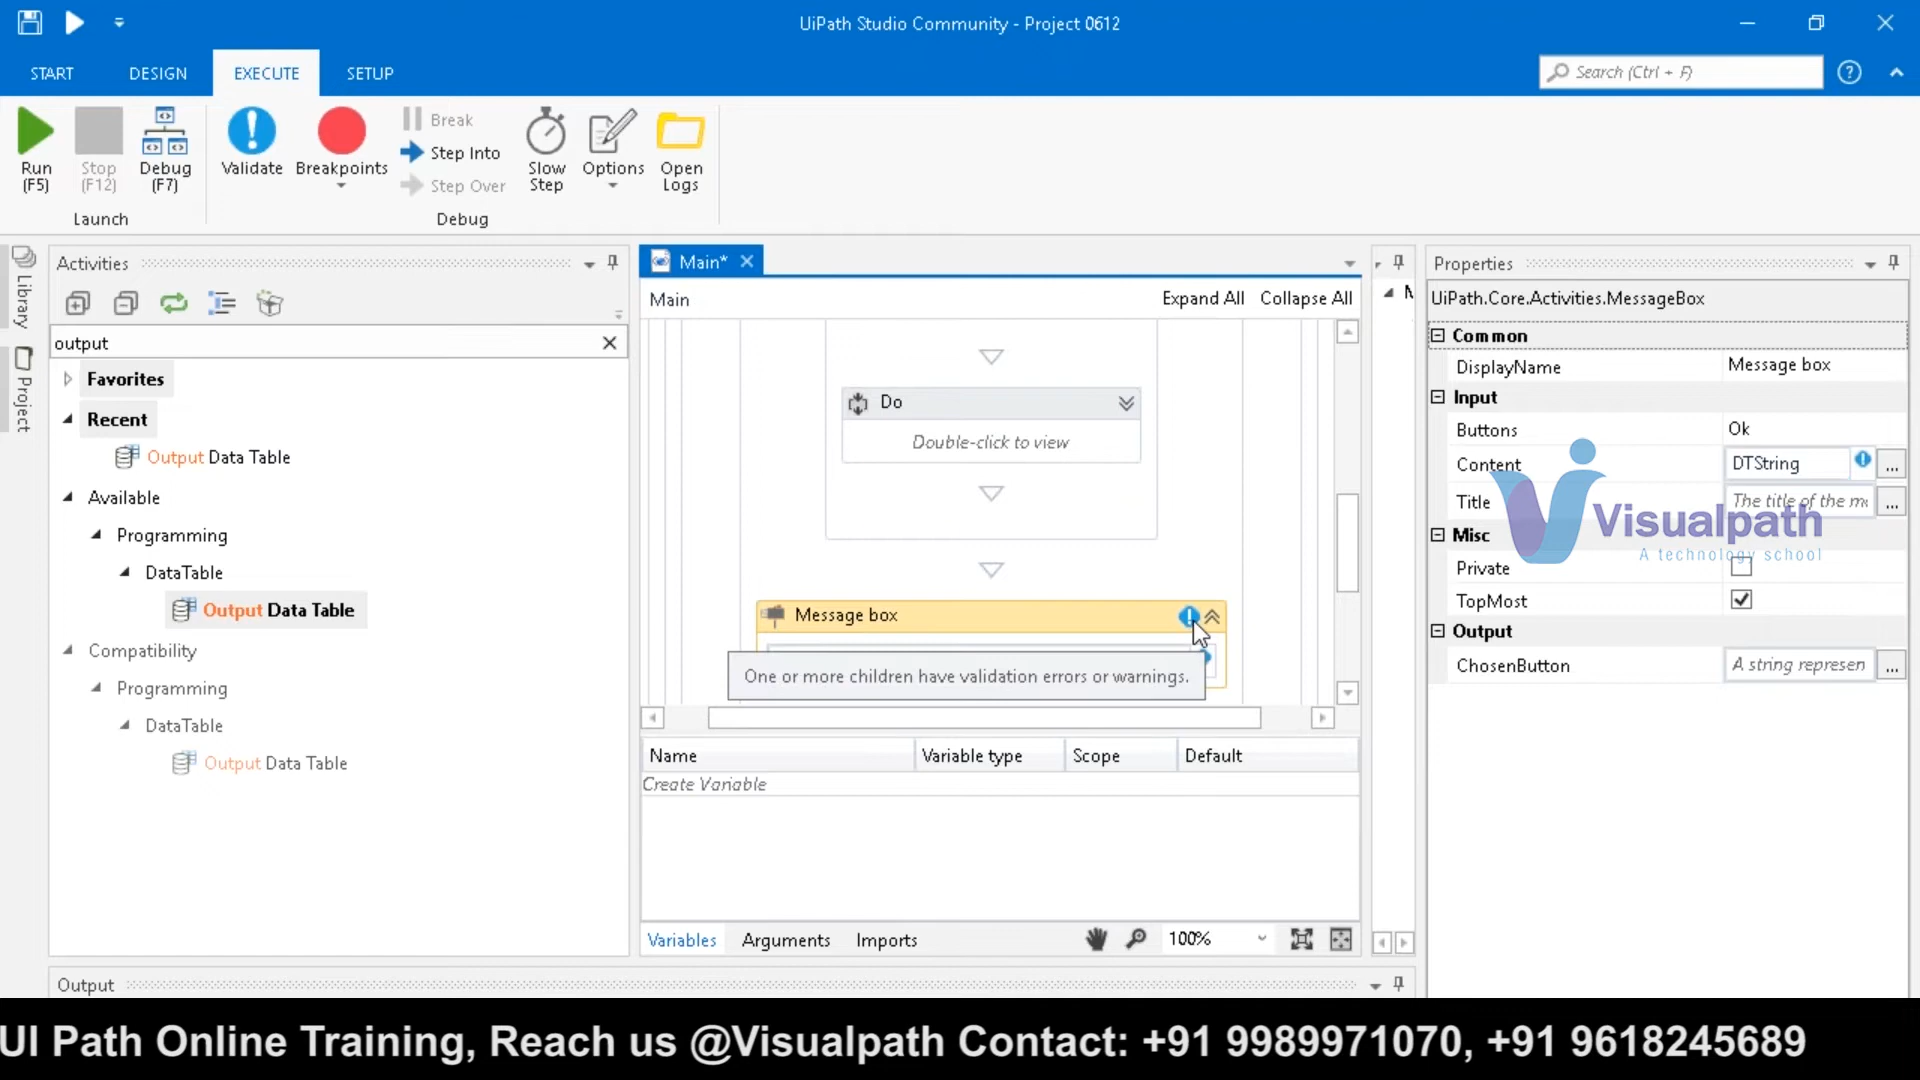 UiPath Studio Community - Project 0612
START DESIGN EXECUTE SETUP
Search (Ctrl + F)
Run (F5)
Stop (F12)
Debug (F7)
Launch
Validate
Breakpoints
Break
Step Into
Step Over
Slow Step
Options
Open Logs
Debug
Library
Project
Activities
output
Favorites
Recent
Output Data Table
Available
Programming
DataTable
Output Data Table
Compatibility
Programming
DataTable
Output Data Table
Main*
Main Expand All Collapse All
Do
Double-click to view
Message box
One or more children have validation errors or warnings.
Name Variable type Scope Default
Create Variable
Variables Arguments Imports 100%
Properties
UiPath.Core.Activities.MessageBox
Common
DisplayName Message box
Input
Buttons Ok
Content DTString ...
Title The title of the me ...
Visualpath
A technology school
Misc
Private
TopMost
Output
ChosenButton A string represen ...
Output
UI Path Online Training, Reach us @Visualpath Contact: +91 9989971070, +91 9618245689